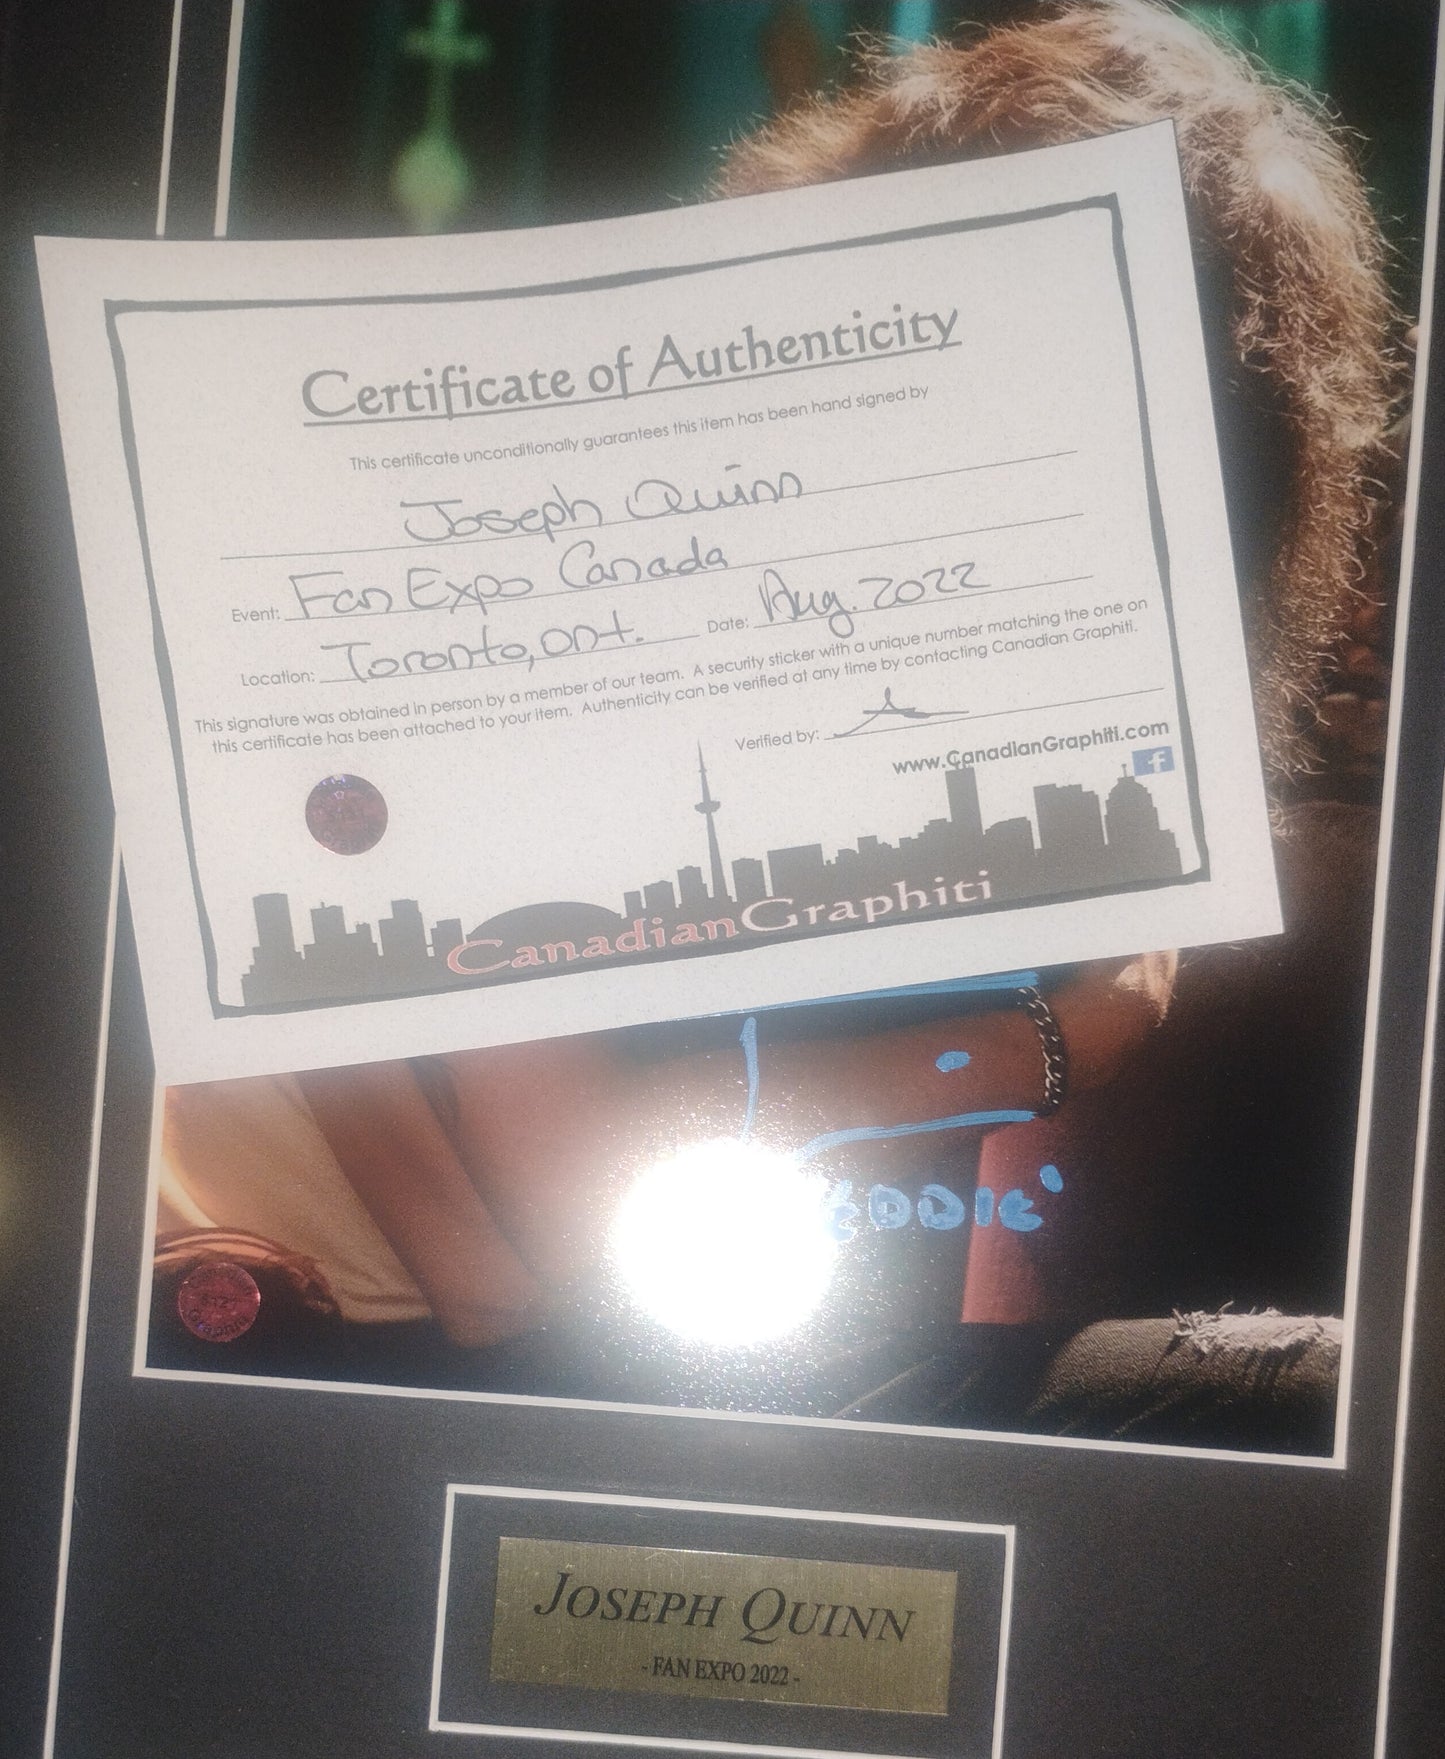 Certificate of Authenticity
This certificate unconditionally guarantees this item has been hand signed by
Joseph Quinn
Event: Fan Expo Canada
Location: Toronto, Ont. Date: Aug. 2022
This signature was obtained in person by a member of our team. A security sticker with a unique number matching the one on
this certificate has been attached to your item. Authenticity can be verified at any time by contacting Canadian Graphiti.
Verified by:
www.CanadianGraphiti.com
f
CanadianGraphiti
EDDIE'
Graphiti
JOSEPH QUINN
- FAN EXPO 2022 -